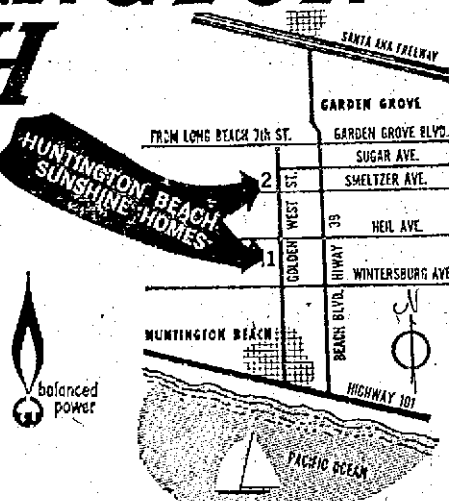 H
SANTA ANA FREEWAY
GARDEN GROVE
FROM LONG BEACH 7th ST.
GARDEN GROVE BLVD.
SUGAR AVE.
SMELTZER AVE.
HUNTINGTON BEACH
SUNSHINE HOMES
2
1
GOLDEN WEST ST.
BEACH BLVD. HIWAY 39
HEIL AVE.
WINTERSBURG AVE
N
HUNTINGTON BEACH
HIGHWAY 101
PACIFIC OCEAN
balanced
power